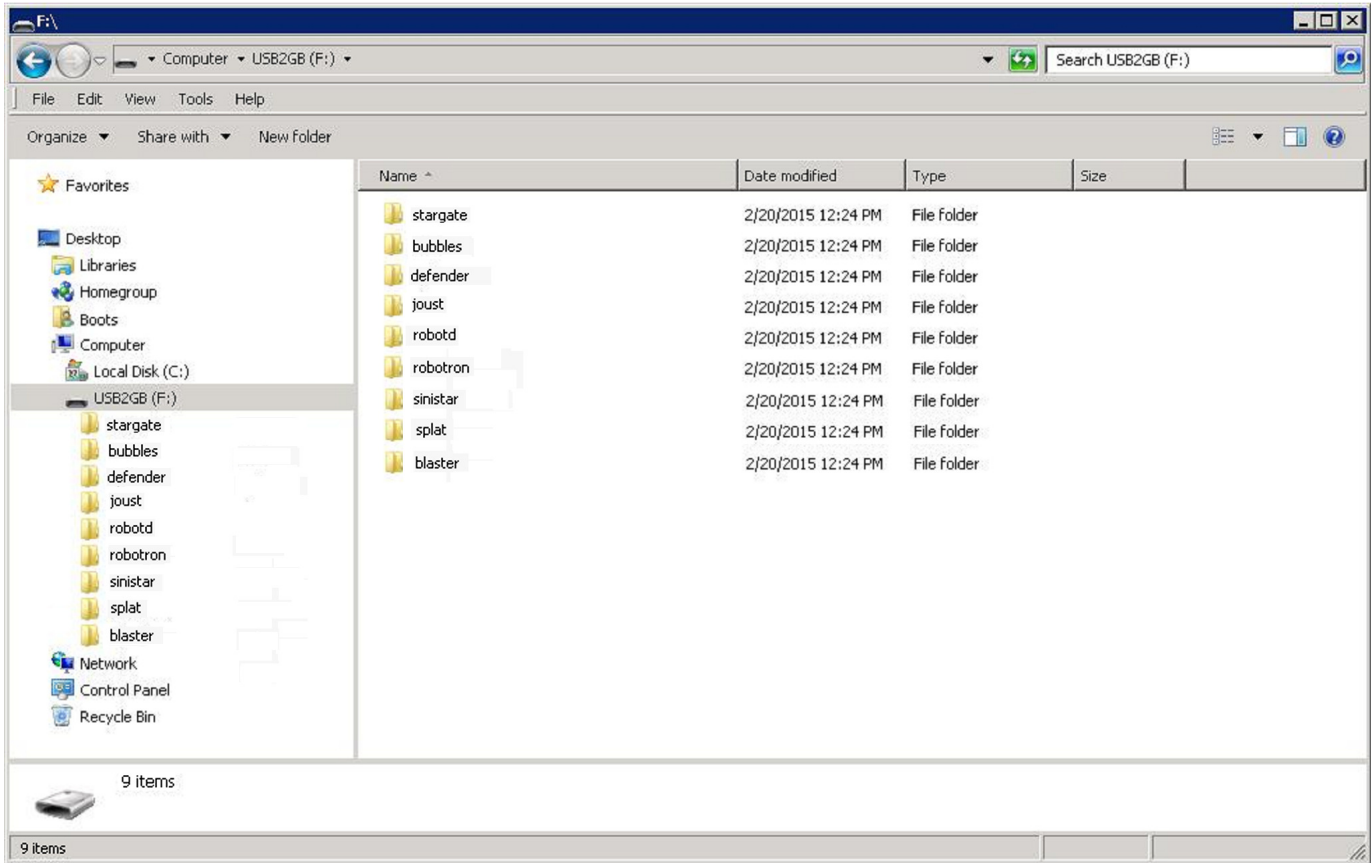 F:\
Computer USB2GB (F:) Search USB2GB (F:)
File Edit View Tools Help
Organize Share with New folder
Favorites
Desktop
Libraries
Homegroup
Boots
Computer
Local Disk (C:)
USB2GB (F:)
stargate
bubbles
defender
joust
robotd
robotron
sinistar
splat
blaster
Network
Control Panel
Recycle Bin
Name Date modified Type Size
stargate 2/20/2015 12:24 PM File folder
bubbles 2/20/2015 12:24 PM File folder
defender 2/20/2015 12:24 PM File folder
joust 2/20/2015 12:24 PM File folder
robotd 2/20/2015 12:24 PM File folder
robotron 2/20/2015 12:24 PM File folder
sinistar 2/20/2015 12:24 PM File folder
splat 2/20/2015 12:24 PM File folder
blaster 2/20/2015 12:24 PM File folder
9 items
9 items